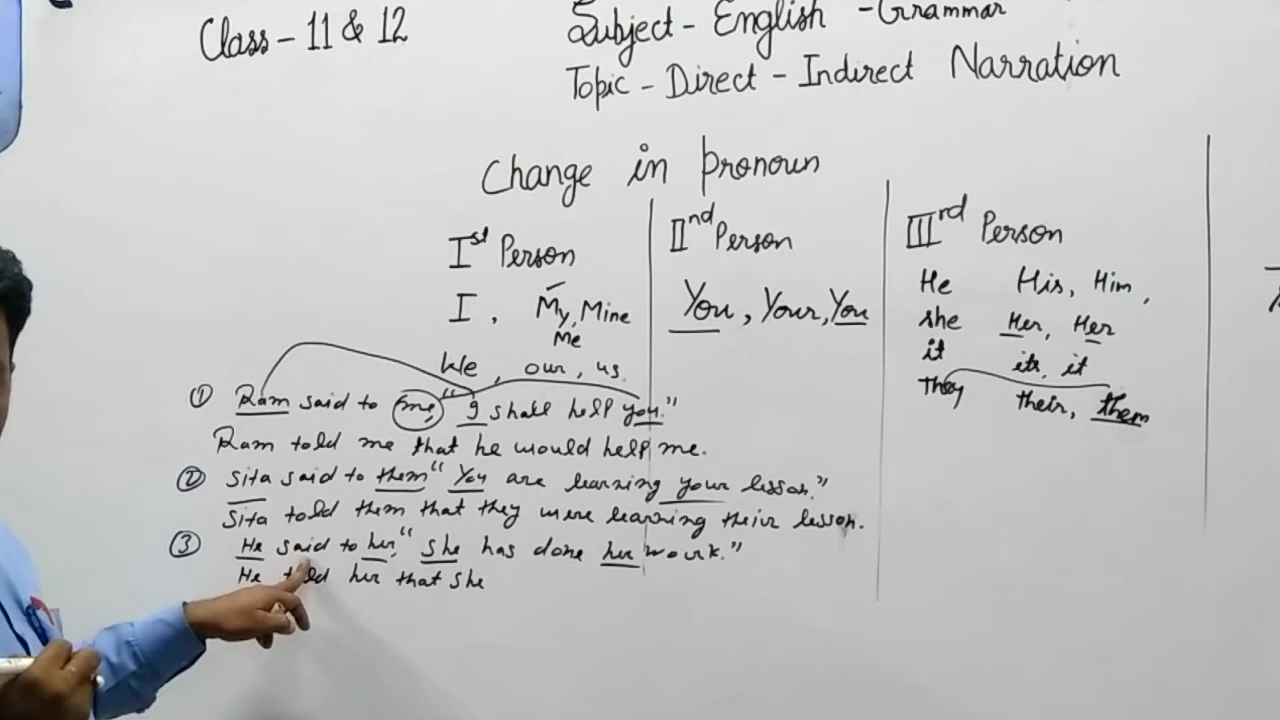 Class - 11 & 12
Subject - English - Grammar
Topic - Direct - Indirect Narration
Change in pronoun
Ist Person
I, My, Mine
Me
We, our, us
IInd Person
You, Your, You
IIIrd Person
He His, Him,
she Her, Her
it its, it
They their, them
① Ram said to me, "I shall help you."
Ram told me that he would help me.
② Sita said to them "You are learning your lesson."
Sita told them that they were learning their lesson.
③ He said to her, "she has done her work."
He told her that she